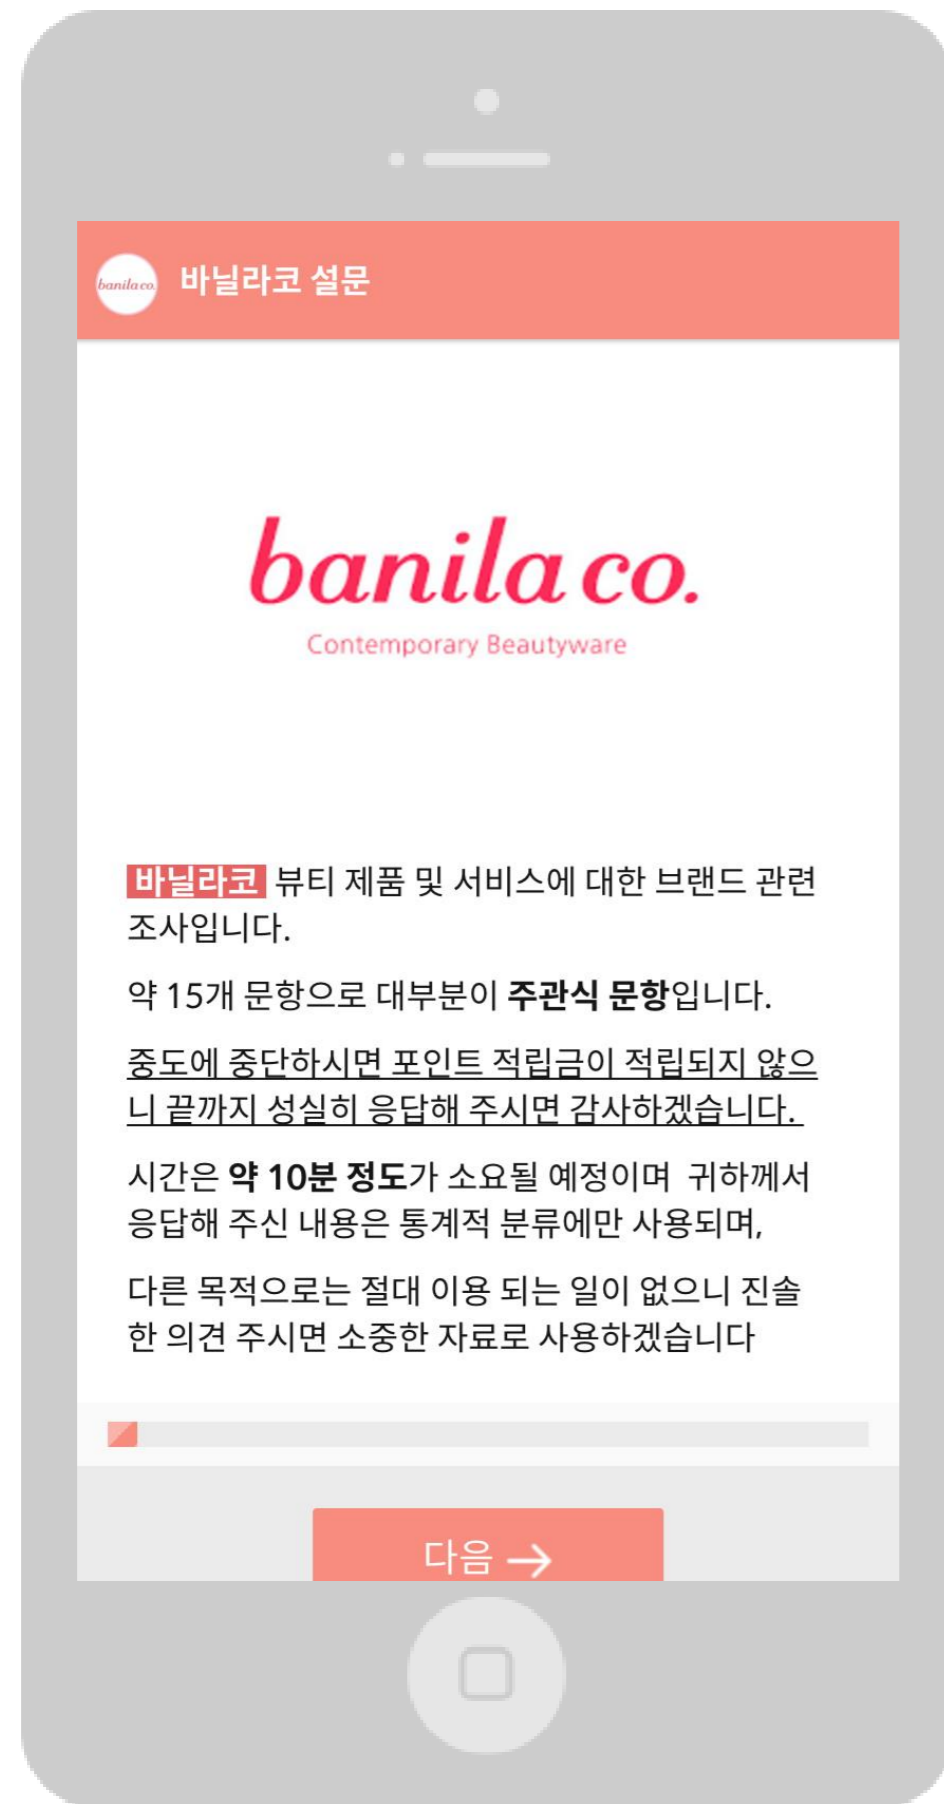 banila co.
바닐라코 설문
banila co.
Contemporary Beautyware
바닐라코 뷰티 제품 및 서비스에 대한 브랜드 관련
조사입니다.
약 15개 문항으로 대부분이 주관식 문항입니다.
중도에 중단하시면 포인트 적립금이 적립되지 않으
니 끝까지 성실히 응답해 주시면 감사하겠습니다.
시간은 약 10분 정도가 소요될 예정이며 귀하께서
응답해 주신 내용은 통계적 분류에만 사용되며,
다른 목적으로는 절대 이용 되는 일이 없으니 진솔
한 의견 주시면 소중한 자료로 사용하겠습니다
다음 →